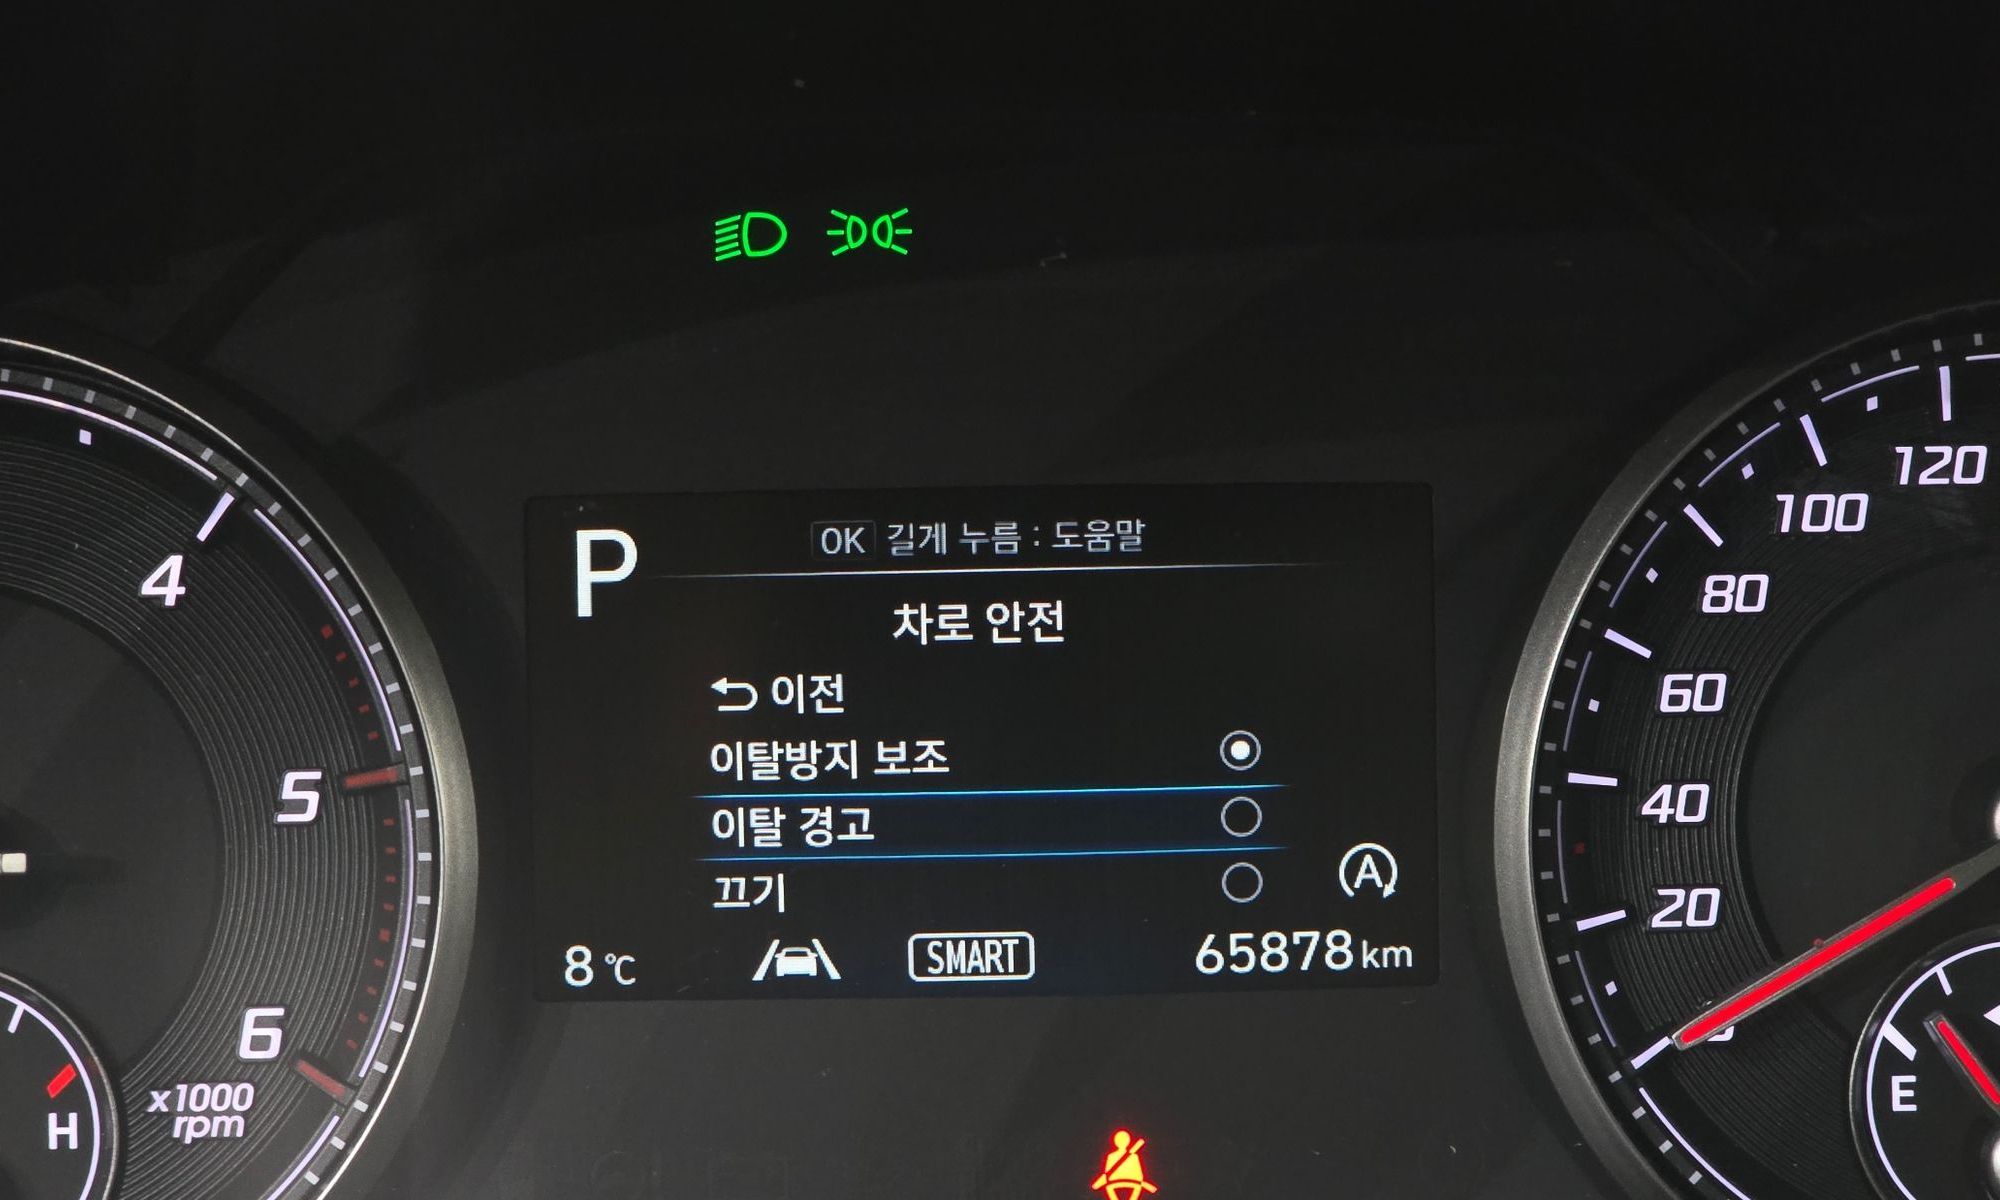 P
OK 길게 누름 : 도움말
차로 안전
이전
이탈방지 보조
이탈 경고
끄기
A
8 ℃
SMART
65878 km
4
5
6
x1000
rpm
H
120
100
80
60
40
20
E